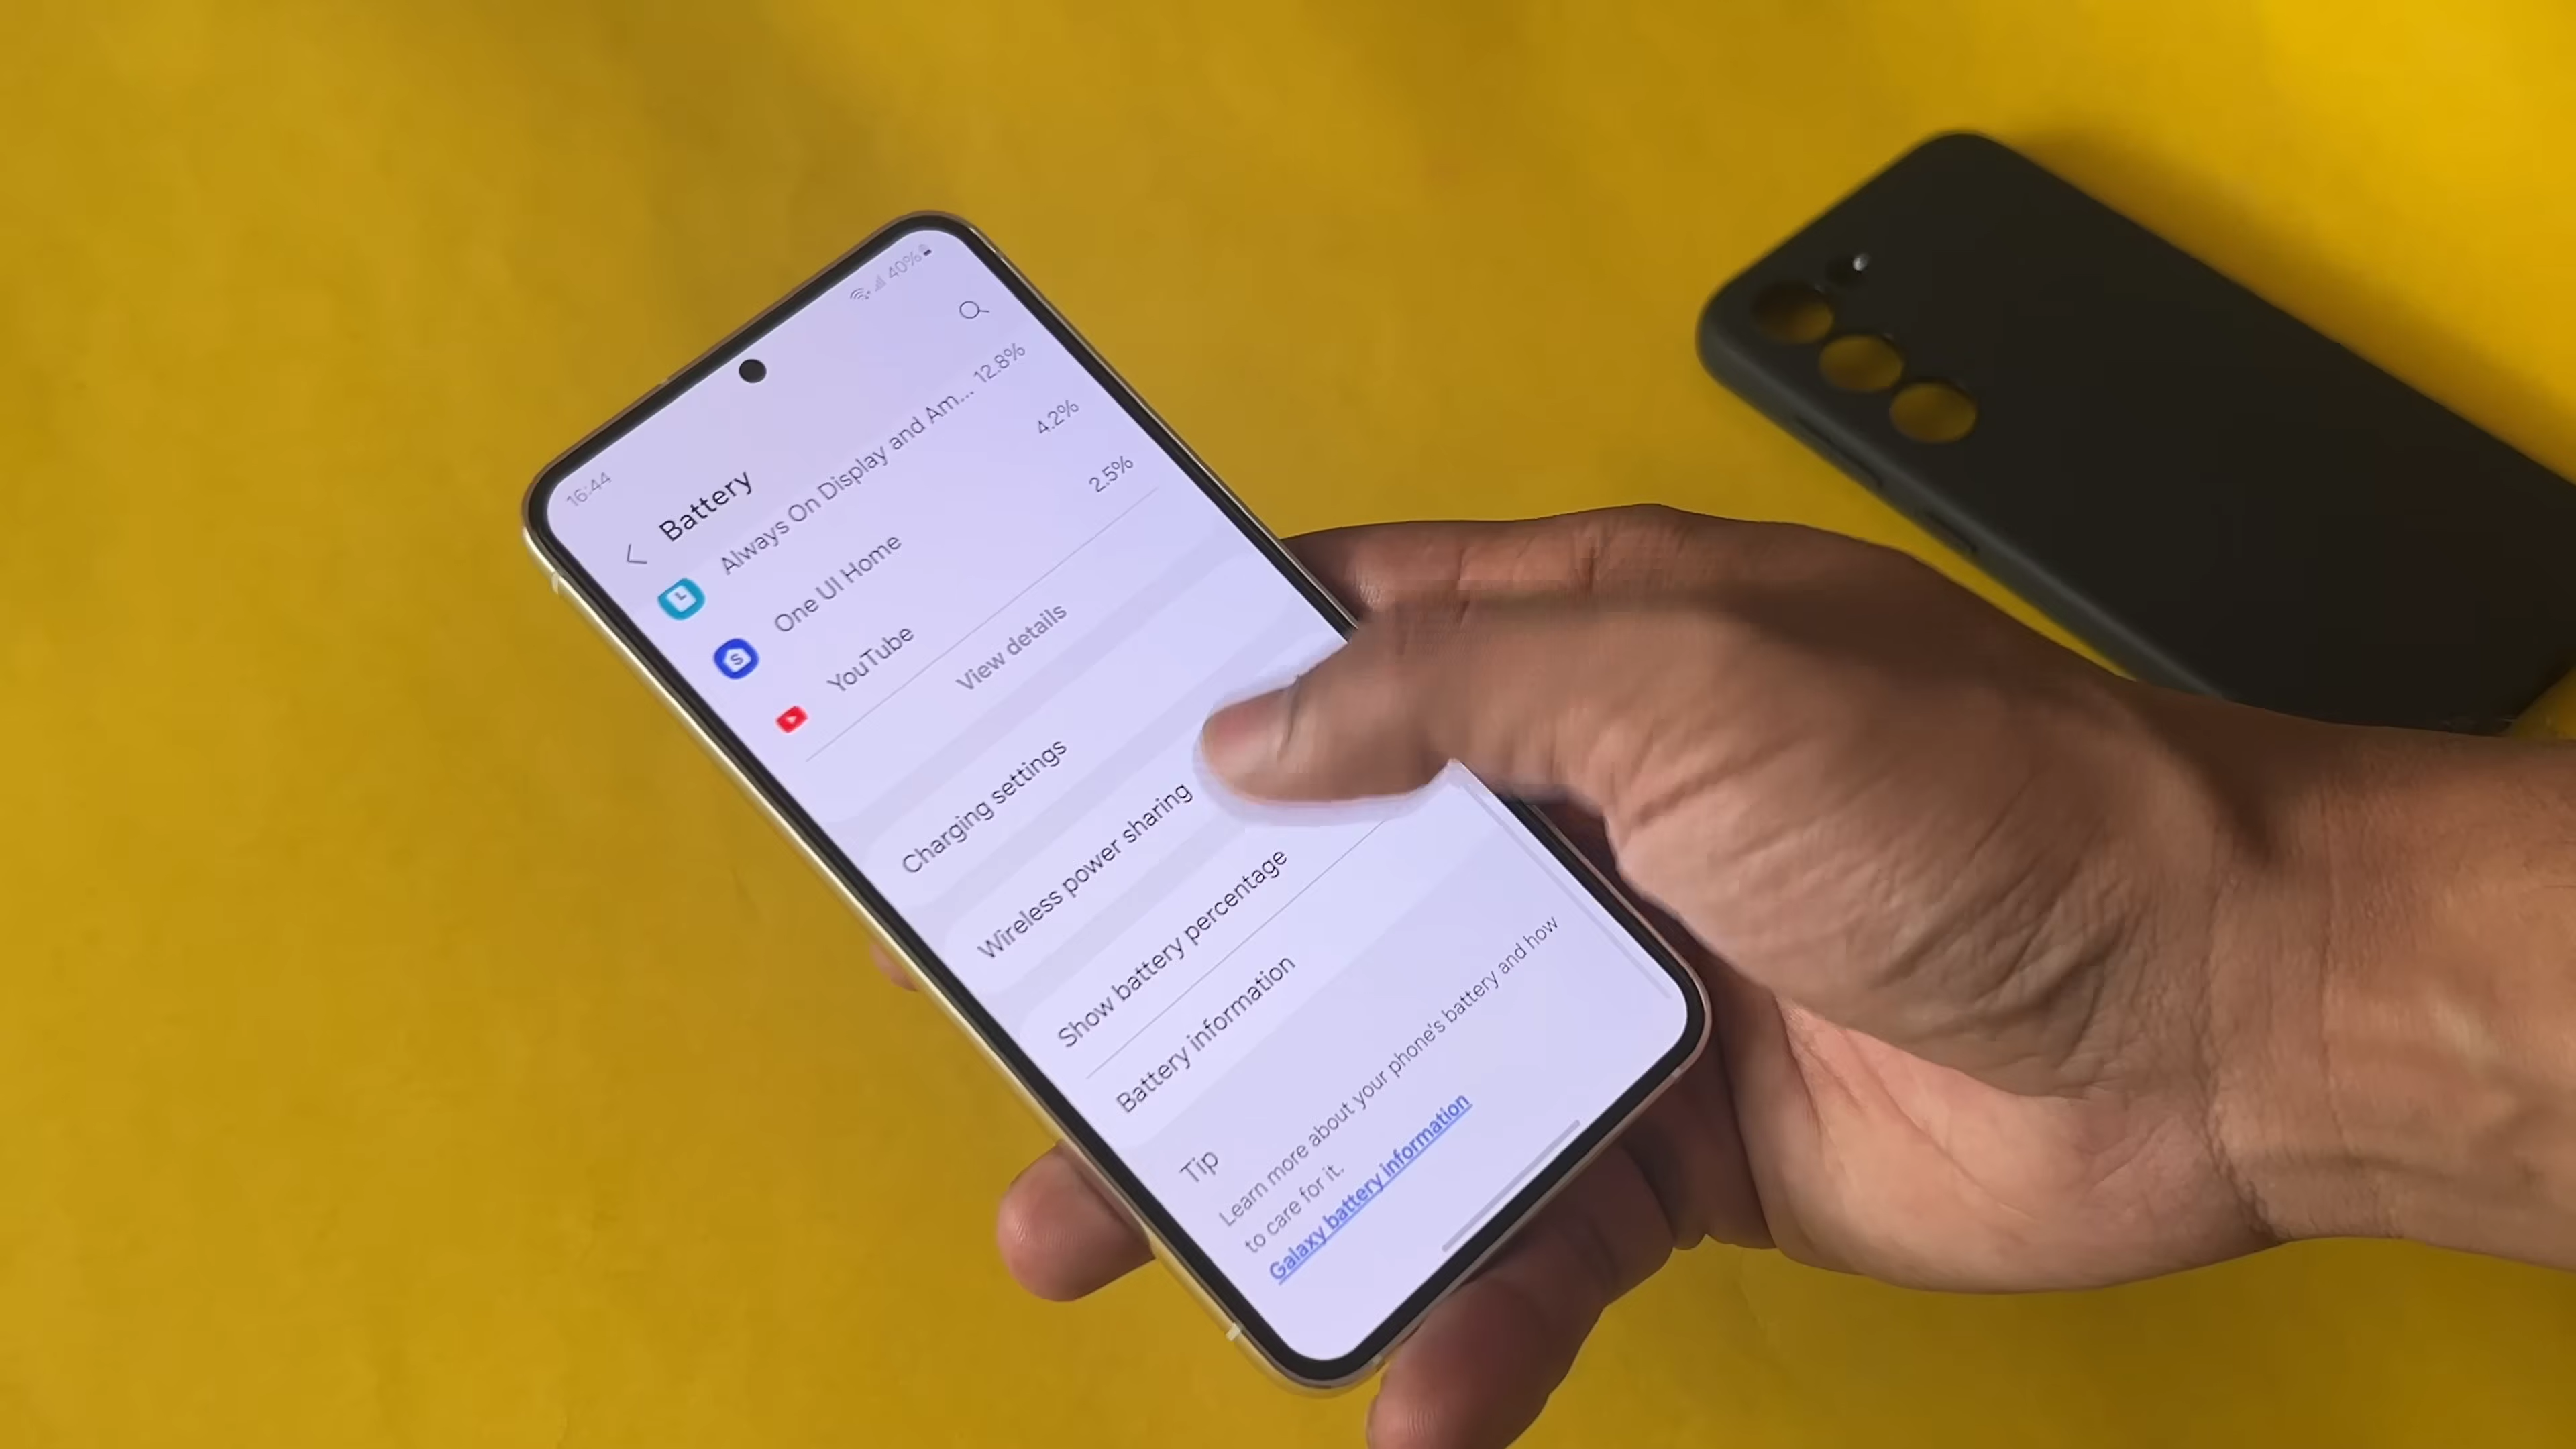 16:44 40%
Battery
Always On Display and Am... 12.8%
One UI Home 4.2%
YouTube 2.5%
View details
Charging settings
Wireless power sharing
Show battery percentage
Battery information
Tip
Learn more about your phone's battery and how
to care for it.
Galaxy battery information